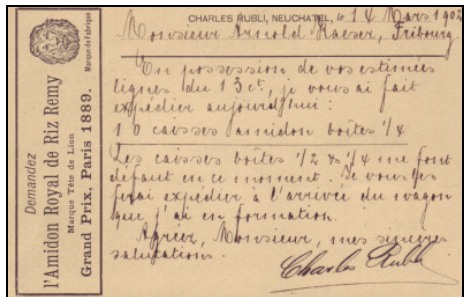 Marque de Fabrique
Demandez
l'Amidon Royal de Riz Remy
Marque Tête de Lion
Grand Prix, Paris 1889.
CHARLES RUBLI, NEUCHATEL, le 14 Mars 1902
Monsieur Arnold Kaeser, Fribourg.
En possession de vos estimées
lignes du 13 ct, je vous ai fait
expédier aujourd'hui :
10 caisses amidon boîtes 1/4
Les caisses boîtes 1/2 & 1/4 me font
défaut en ce moment. Je vous les
ferai expédier à l'arrivée du wagon
que j'ai en formation.
Agréez, Monsieur, mes sincères
salutations.
Charles Rubli